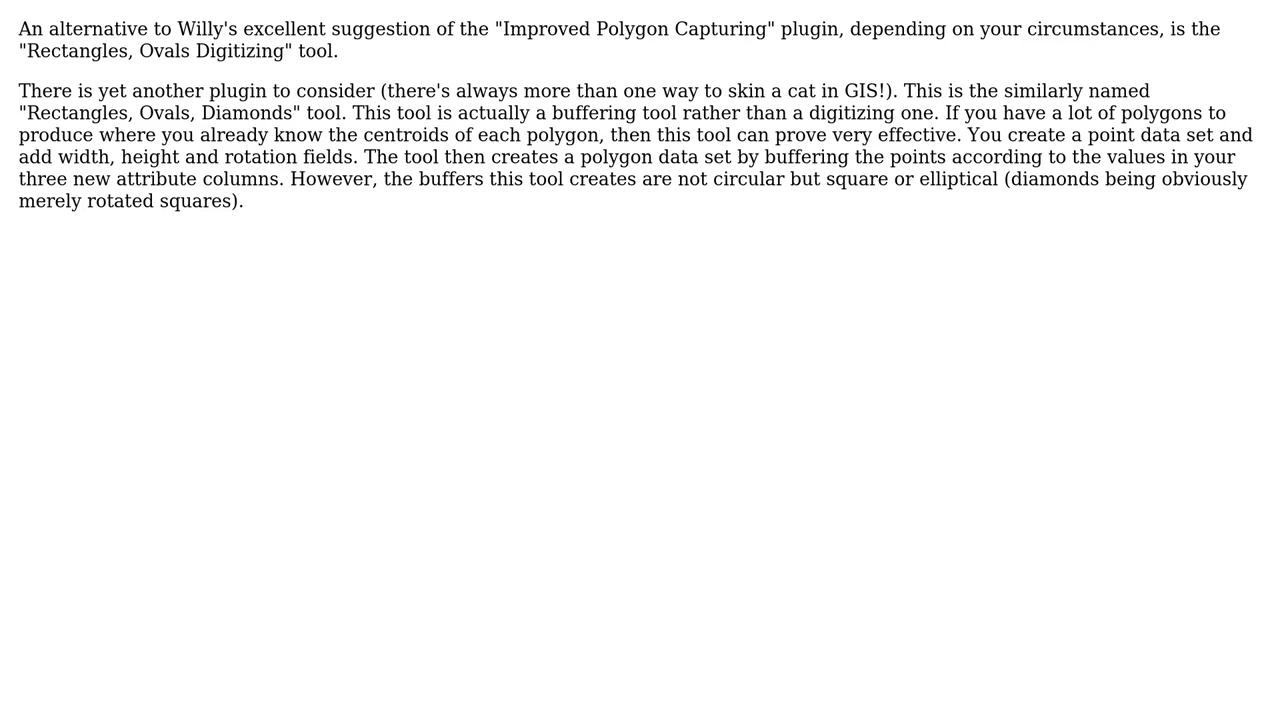 An alternative to Willy's excellent suggestion of the "Improved Polygon Capturing" plugin, depending on your circumstances, is the
"Rectangles, Ovals Digitizing" tool.
There is yet another plugin to consider (there's always more than one way to skin a cat in GIS!). This is the similarly named
"Rectangles, Ovals, Diamonds" tool. This tool is actually a buffering tool rather than a digitizing one. If you have a lot of polygons to
produce where you already know the centroids of each polygon, then this tool can prove very effective. You create a point data set and
add width, height and rotation fields. The tool then creates a polygon data set by buffering the points according to the values in your
three new attribute columns. However, the buffers this tool creates are not circular but square or elliptical (diamonds being obviously
merely rotated squares).